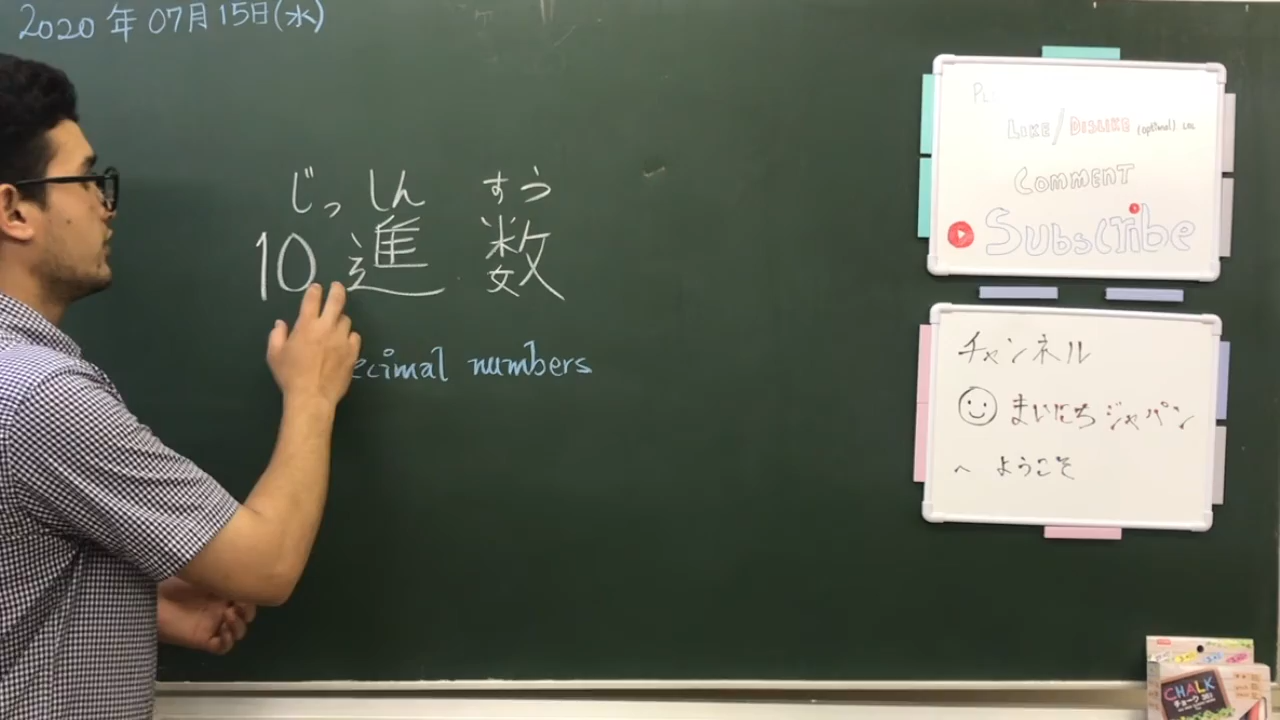 2020年07月15日(水)
じっしん すう
10進 数
ecimal numbers
LIKE/DISLIKE (optional). LOL
COMMENT
Subscribe
チャンネル
まいにちジャパン
へ ようこそ
CHALK
チョーク